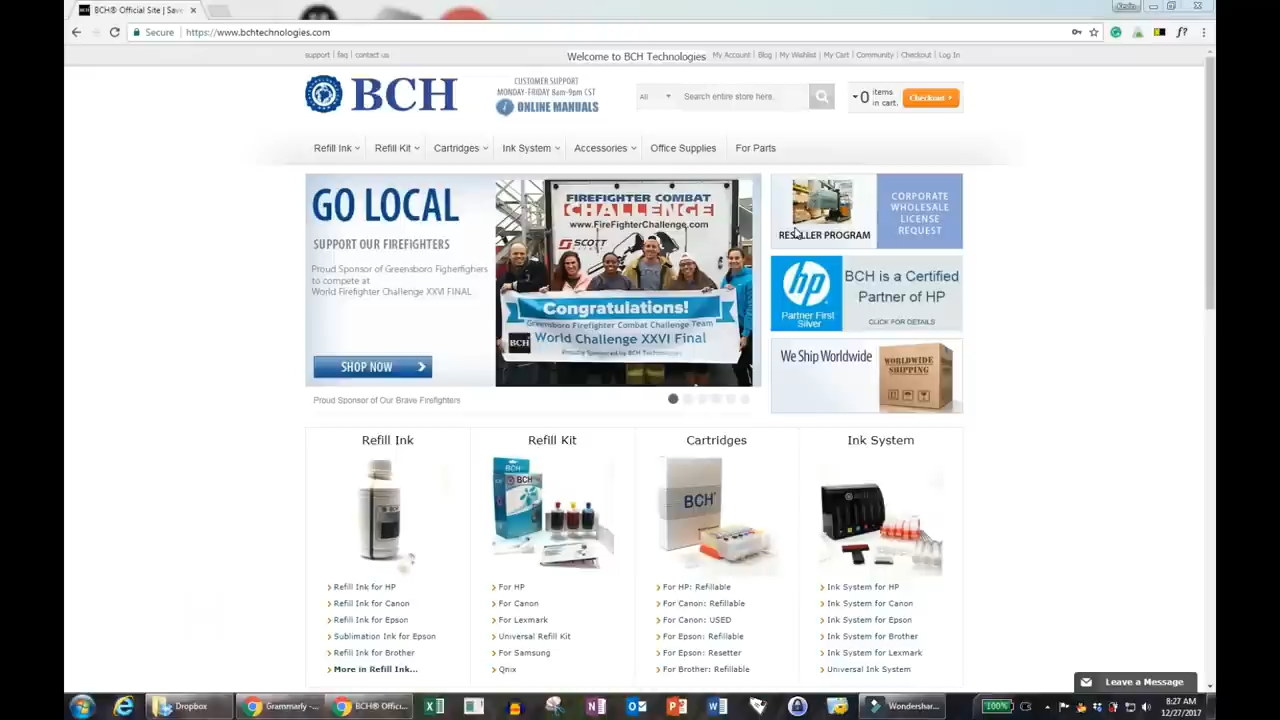 BCH® Official Site | Save
Kevin
Secure https://www.bchtechnologies.com
support faq contact us
Welcome to BCH Technologies
My Account Blog My Wishlist My Cart Community Checkout Log In
BCH
CUSTOMER SUPPORT
MONDAY-FRIDAY 8am-9pm CST
ONLINE MANUALS
All
Search entire store here..
0 items in cart.
Checkout
Refill Ink Refill Kit Cartridges Ink System Accessories Office Supplies For Parts
GO LOCAL
SUPPORT OUR FIREFIGHTERS
Proud Sponsor of Greensboro Figherfighters
to compete at
World Firefighter Challenge XXVI FINAL
SHOP NOW
FIREFIGHTER COMBAT
CHALLENGE
www.FireFighterChallenge.com
SCOTT
Congratulations!
Greensboro Firefighter Combat Challenge Team
BCH
World Challenge XXVI Final
Proudly Sponsored by BCH Technologies
Proud Sponsor of Our Brave Firefighters
RESELLER PROGRAM
CORPORATE
WHOLESALE
LICENSE
REQUEST
hp
Partner First
Silver
BCH is a Certified
Partner of HP
CLICK FOR DETAILS
We Ship Worldwide
WORLDWIDE
SHIPPING
Refill Ink
Refill Ink for HP
Refill Ink for Canon
Refill Ink for Epson
Sublimation Ink for Epson
Refill Ink for Brother
More in Refill Ink...
Refill Kit
BCH
BCH
For HP
For Canon
For Lexmark
Universal Refill Kit
For Samsung
Qnix
Cartridges
BCH
For HP: Refillable
For Canon: Refillable
For Canon: USED
For Epson: Refillable
For Epson: Resetter
For Brother: Refillable
Ink System
Ink System for HP
Ink System for Canon
Ink System for Epson
Ink System for Brother
Ink System for Lexmark
Universal Ink System
Leave a Message
Dropbox
Grammarly -...
BCH® Offici...
Wondershar...
100%
8:27 AM
12/27/2017